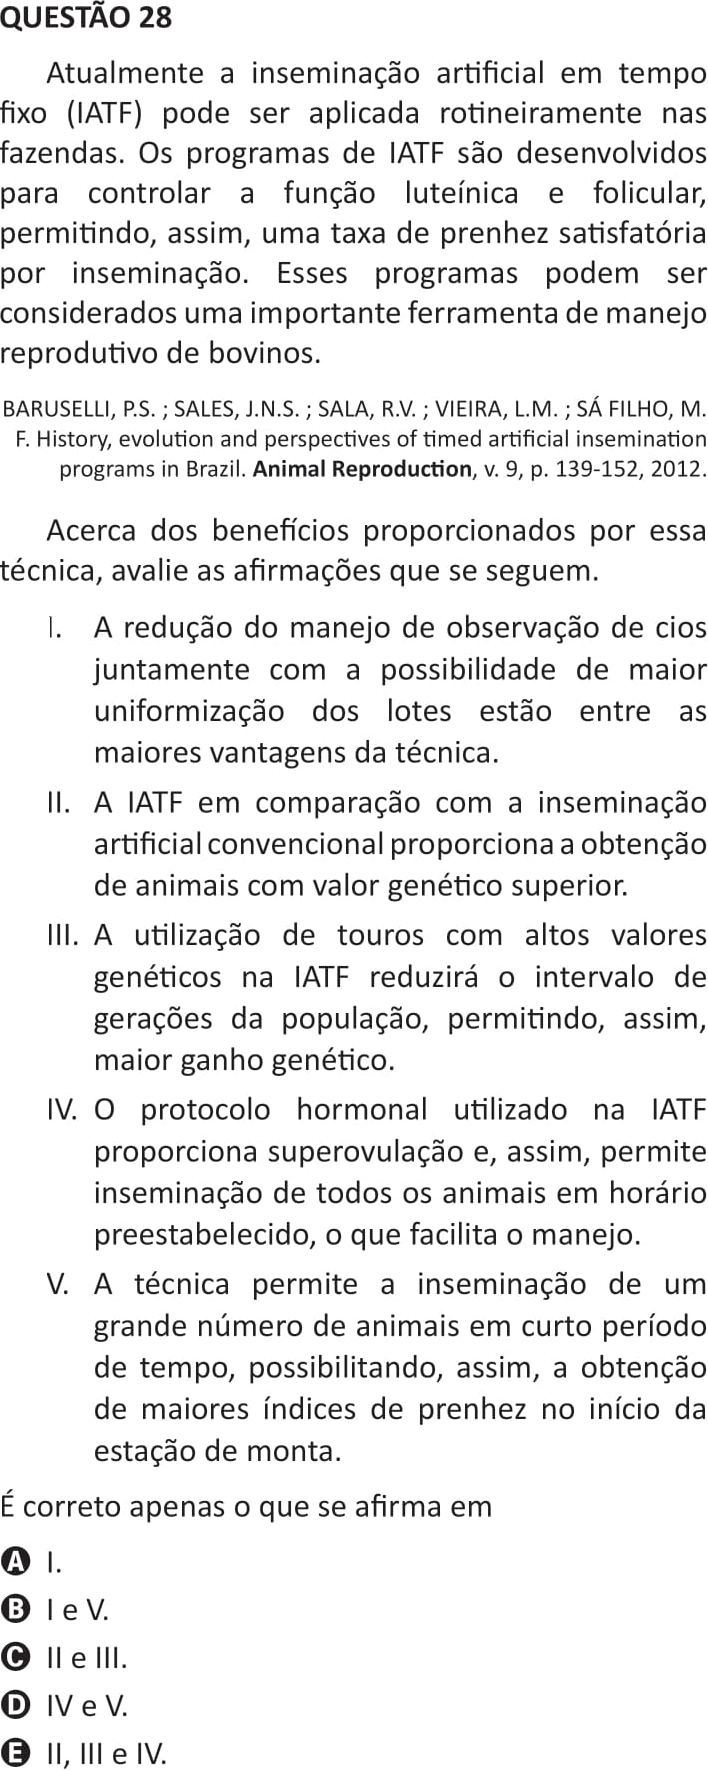 QUESTÃO 28
Atualmente a inseminação artificial em tempo
fixo (IATF) pode ser aplicada rotineiramente nas
fazendas. Os programas de IATF são desenvolvidos
para controlar a função luteínica e folicular,
permitindo, assim, uma taxa de prenhez satisfatória
por inseminação. Esses programas podem ser
considerados uma importante ferramenta de manejo
reprodutivo de bovinos.
BARUSELLI, P.S. ; SALES, J.N.S. ; SALA, R.V. ; VIEIRA, L.M. ; SÁ FILHO, M.
F. History, evolution and perspectives of timed artificial insemination
programs in Brazil. Animal Reproduction, v. 9, p. 139-152, 2012.
Acerca dos benefícios proporcionados por essa
técnica, avalie as afirmações que se seguem.
I. A redução do manejo de observação de cios
juntamente com a possibilidade de maior
uniformização dos lotes estão entre as
maiores vantagens da técnica.
II. A IATF em comparação com a inseminação
artificial convencional proporciona a obtenção
de animais com valor genético superior.
III. A utilização de touros com altos valores
genéticos na IATF reduzirá o intervalo de
gerações da população, permitindo, assim,
maior ganho genético.
IV. O protocolo hormonal utilizado na IATF
proporciona superovulação e, assim, permite
inseminação de todos os animais em horário
preestabelecido, o que facilita o manejo.
V. A técnica permite a inseminação de um
grande número de animais em curto período
de tempo, possibilitando, assim, a obtenção
de maiores índices de prenhez no início da
estação de monta.
É correto apenas o que se afirma em
A I.
B I e V.
C II e III.
D IV e V.
E II, III e IV.